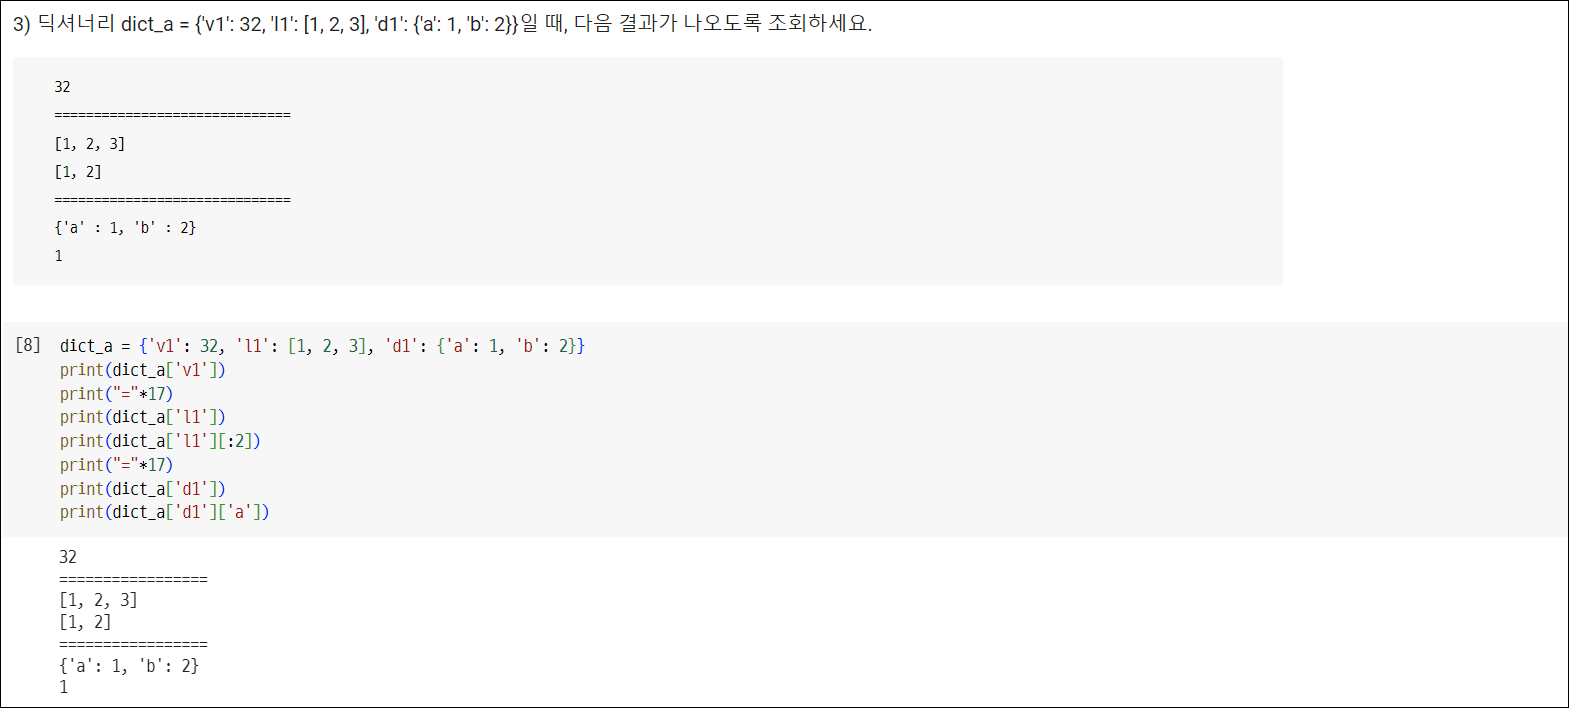 3) 딕셔너리 dict_a = {'v1': 32, 'l1': [1, 2, 3], 'd1': {'a': 1, 'b': 2}}일 때, 다음 결과가 나오도록 조회하세요.
32
==============================
[1, 2, 3]
[1, 2]
==============================
{'a' : 1, 'b' : 2}
1
[8] dict_a = {'v1': 32, 'l1': [1, 2, 3], 'd1': {'a': 1, 'b': 2}}
print(dict_a['v1'])
print("="*17)
print(dict_a['l1'])
print(dict_a['l1'][:2])
print("="*17)
print(dict_a['d1'])
print(dict_a['d1']['a'])
32
=================
[1, 2, 3]
[1, 2]
=================
{'a': 1, 'b': 2}
1